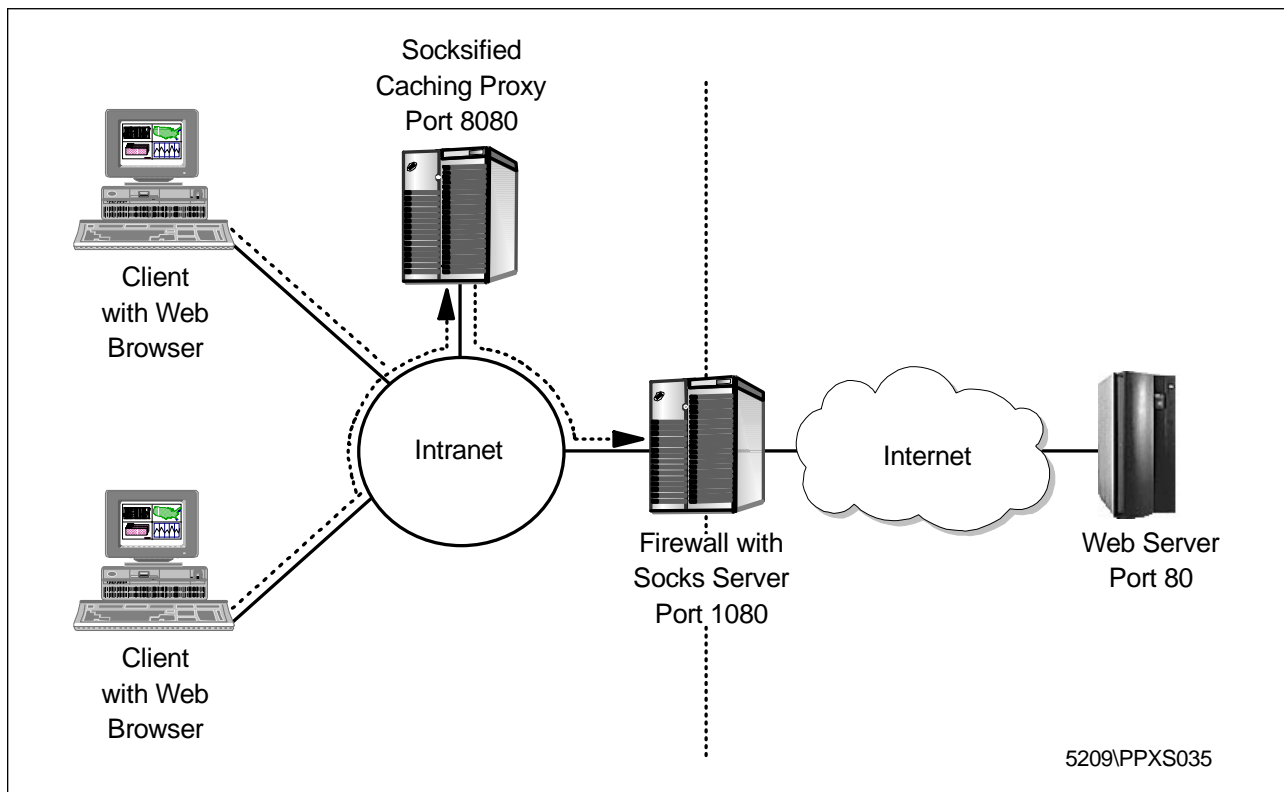 Socksified
Caching Proxy
Port 8080
Client
with Web
Browser
Intranet
Internet
Firewall with
Socks Server
Port 1080
Web Server
Port 80
Client
with Web
Browser
5209\PPXS035